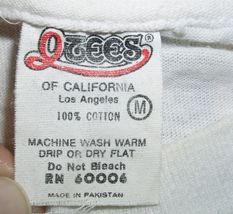 OTEES®
OF CALIFORNIA
Los Angeles
100% COTTON
M
MACHINE WASH WARM
DRIP OR DRY FLAT
Do Not Bleach
RN 60006
MADE IN PAKISTAN